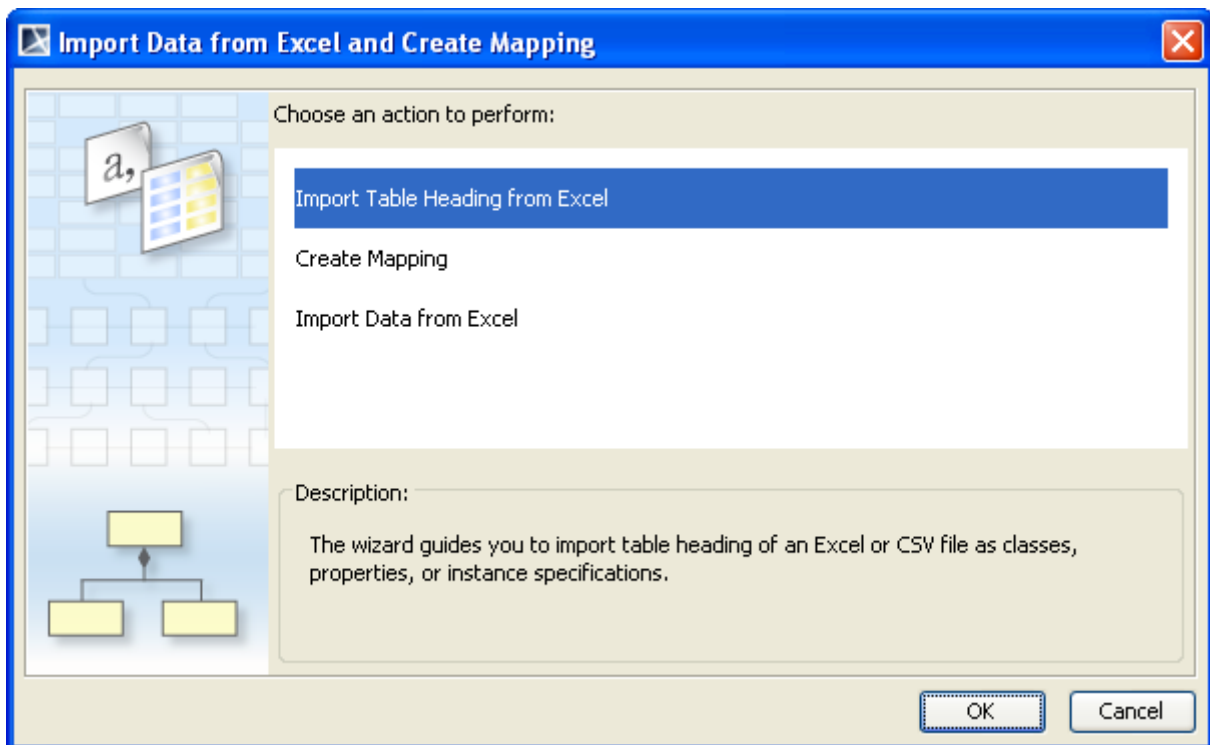 Import Data from Excel and Create Mapping
a,
Choose an action to perform:
Import Table Heading from Excel
Create Mapping
Import Data from Excel
Description:
The wizard guides you to import table heading of an Excel or CSV file as classes,
properties, or instance specifications.
OK
Cancel